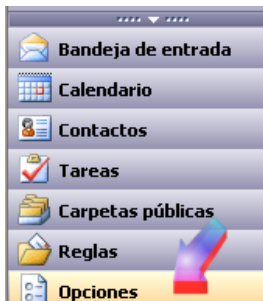 Bandeja de entrada
Calendario
Contactos
Tareas
Carpetas públicas
Reglas
Opciones